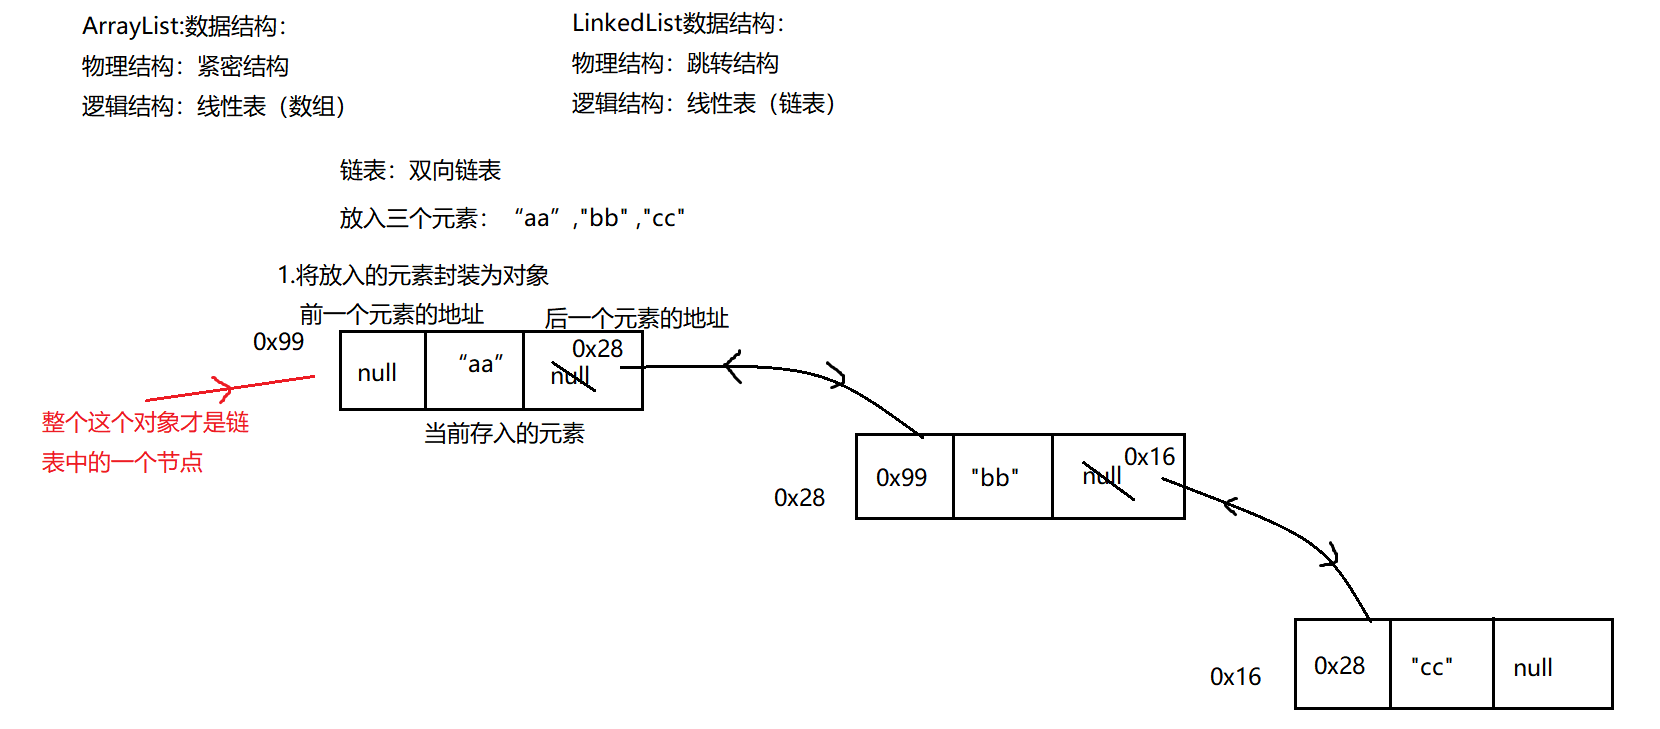 ArrayList:数据结构：
物理结构：紧密结构
逻辑结构：线性表（数组）
LinkedList数据结构：
物理结构：跳转结构
逻辑结构：线性表（链表）
链表：双向链表
放入三个元素：“aa”,"bb" ,"cc"
1.将放入的元素封装为对象
前一个元素的地址
后一个元素的地址
0x99
null
“aa”
0x28
null
当前存入的元素
整个这个对象才是链
表中的一个节点
0x28
0x99
"bb"
null
0x16
0x16
0x28
"cc"
null